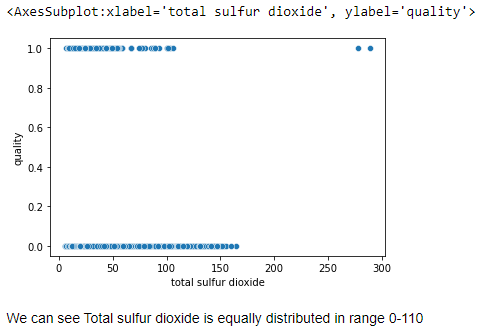 <AxesSubplot:xlabel='total sulfur dioxide', ylabel='quality'>
1.0
0.8
0.6
0.4
0.2
0.0
quality
0 50 100 150 200 250 300
total sulfur dioxide
We can see Total sulfur dioxide is equally distributed in range 0-110